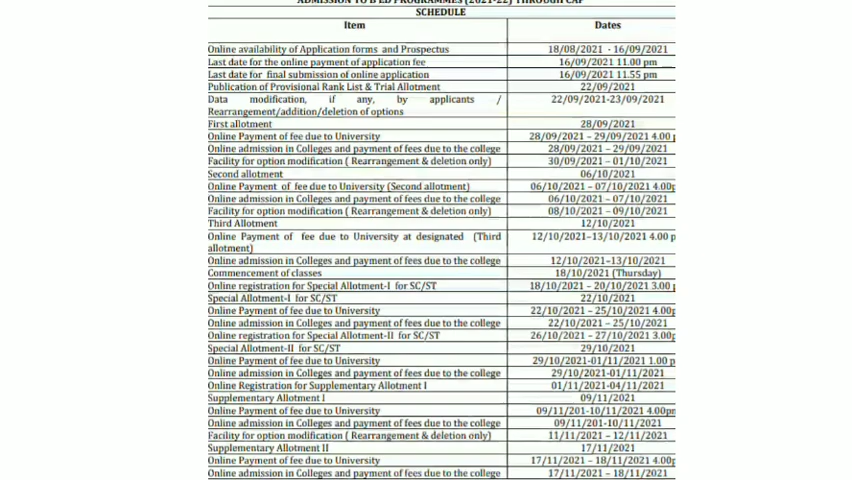 ADMISSION TO B ED PROGRAMMES (2021-22) THROUGH CAP
SCHEDULE
Item Dates
Online availability of Application forms and Prospectus 18/08/2021 - 16/09/2021
Last date for the online payment of application fee 16/09/2021 11.00 pm
Last date for final submission of online application 16/09/2021 11.55 pm
Publication of Provisional Rank List & Trial Allotment 22/09/2021
Data modification, if any, by applicants / 22/09/2021-23/09/2021
Rearrangement/addition/deletion of options
First allotment 28/09/2021
Online Payment of fee due to University 28/09/2021 – 29/09/2021 4.00 p
Online admission in Colleges and payment of fees due to the college 28/09/2021 – 29/09/2021
Facility for option modification ( Rearrangement & deletion only) 30/09/2021 – 01/10/2021
Second allotment 06/10/2021
Online Payment of fee due to University (Second allotment) 06/10/2021 – 07/10/2021 4.00p
Online admission in Colleges and payment of fees due to the college 06/10/2021 – 07/10/2021
Facility for option modification ( Rearrangement & deletion only) 08/10/2021 – 09/10/2021
Third Allotment 12/10/2021
Online Payment of fee due to University at designated (Third 12/10/2021–13/10/2021 4.00 p
allotment)
Online admission in Colleges and payment of fees due to the college 12/10/2021–13/10/2021
Commencement of classes 18/10/2021 (Thursday)
Online registration for Special Allotment-I for SC/ST 18/10/2021 – 20/10/2021 3.00 p
Special Allotment-I for SC/ST 22/10/2021
Online Payment of fee due to University 22/10/2021 – 25/10/2021 4.00p
Online admission in Colleges and payment of fees due to the college 22/10/2021 – 25/10/2021
Online registration for Special Allotment-II for SC/ST 26/10/2021 – 27/10/2021 3.00p
Special Allotment-II for SC/ST 29/10/2021
Online Payment of fee due to University 29/10/2021-01/11/2021 1.00 p
Online admission in Colleges and payment of fees due to the college 29/10/2021-01/11/2021
Online Registration for Supplementary Allotment I 01/11/2021-04/11/2021
Supplementary Allotment I 09/11/2021
Online Payment of fee due to University 09/11/201-10/11/2021 4.00pm
Online admission in Colleges and payment of fees due to the college 09/11/201-10/11/2021
Facility for option modification ( Rearrangement & deletion only) 11/11/2021 – 12/11/2021
Supplementary Allotment II 17/11/2021
Online Payment of fee due to University 17/11/2021 – 18/11/2021 4.00p
Online admission in Colleges and payment of fees due to the college 17/11/2021 – 18/11/2021